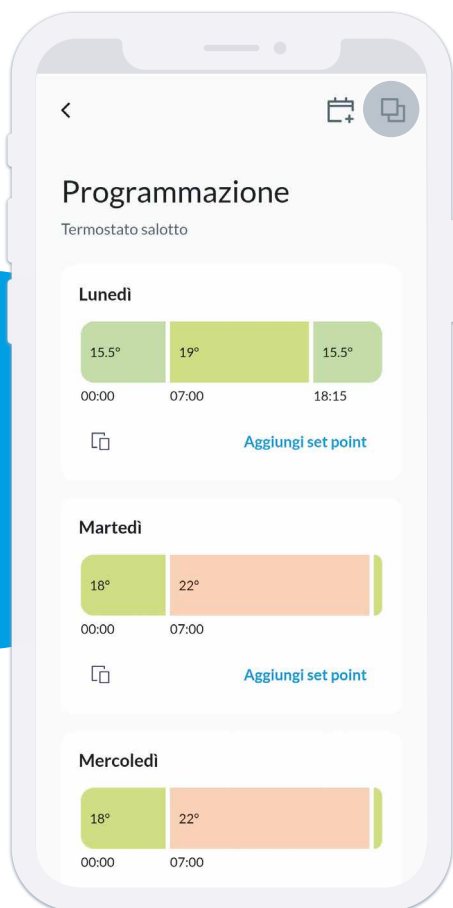 Programmazione
Termostato salotto
Lunedì
15.5° 19° 15.5°
00:00 07:00 18:15
Aggiungi set point
Martedì
18° 22°
00:00 07:00
Aggiungi set point
Mercoledì
18° 22°
00:00 07:00